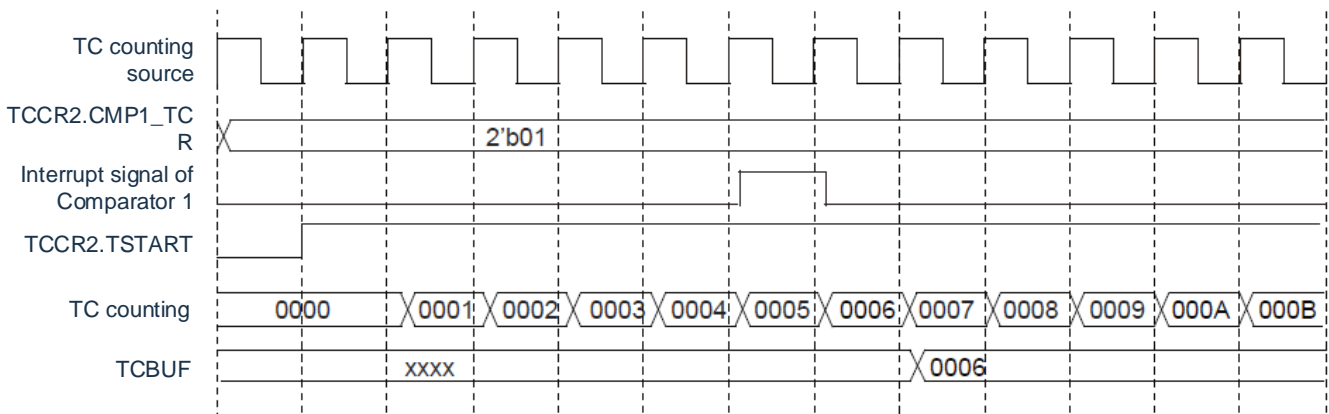 TC counting
source
TCCR2.CMP1_TC
R
2'b01
Interrupt signal of
Comparator 1
TCCR2.TSTART
TC counting
0000 0001 0002 0003 0004 0005 0006 0007 0008 0009 000A 000B
TCBUF
xxxx 0006